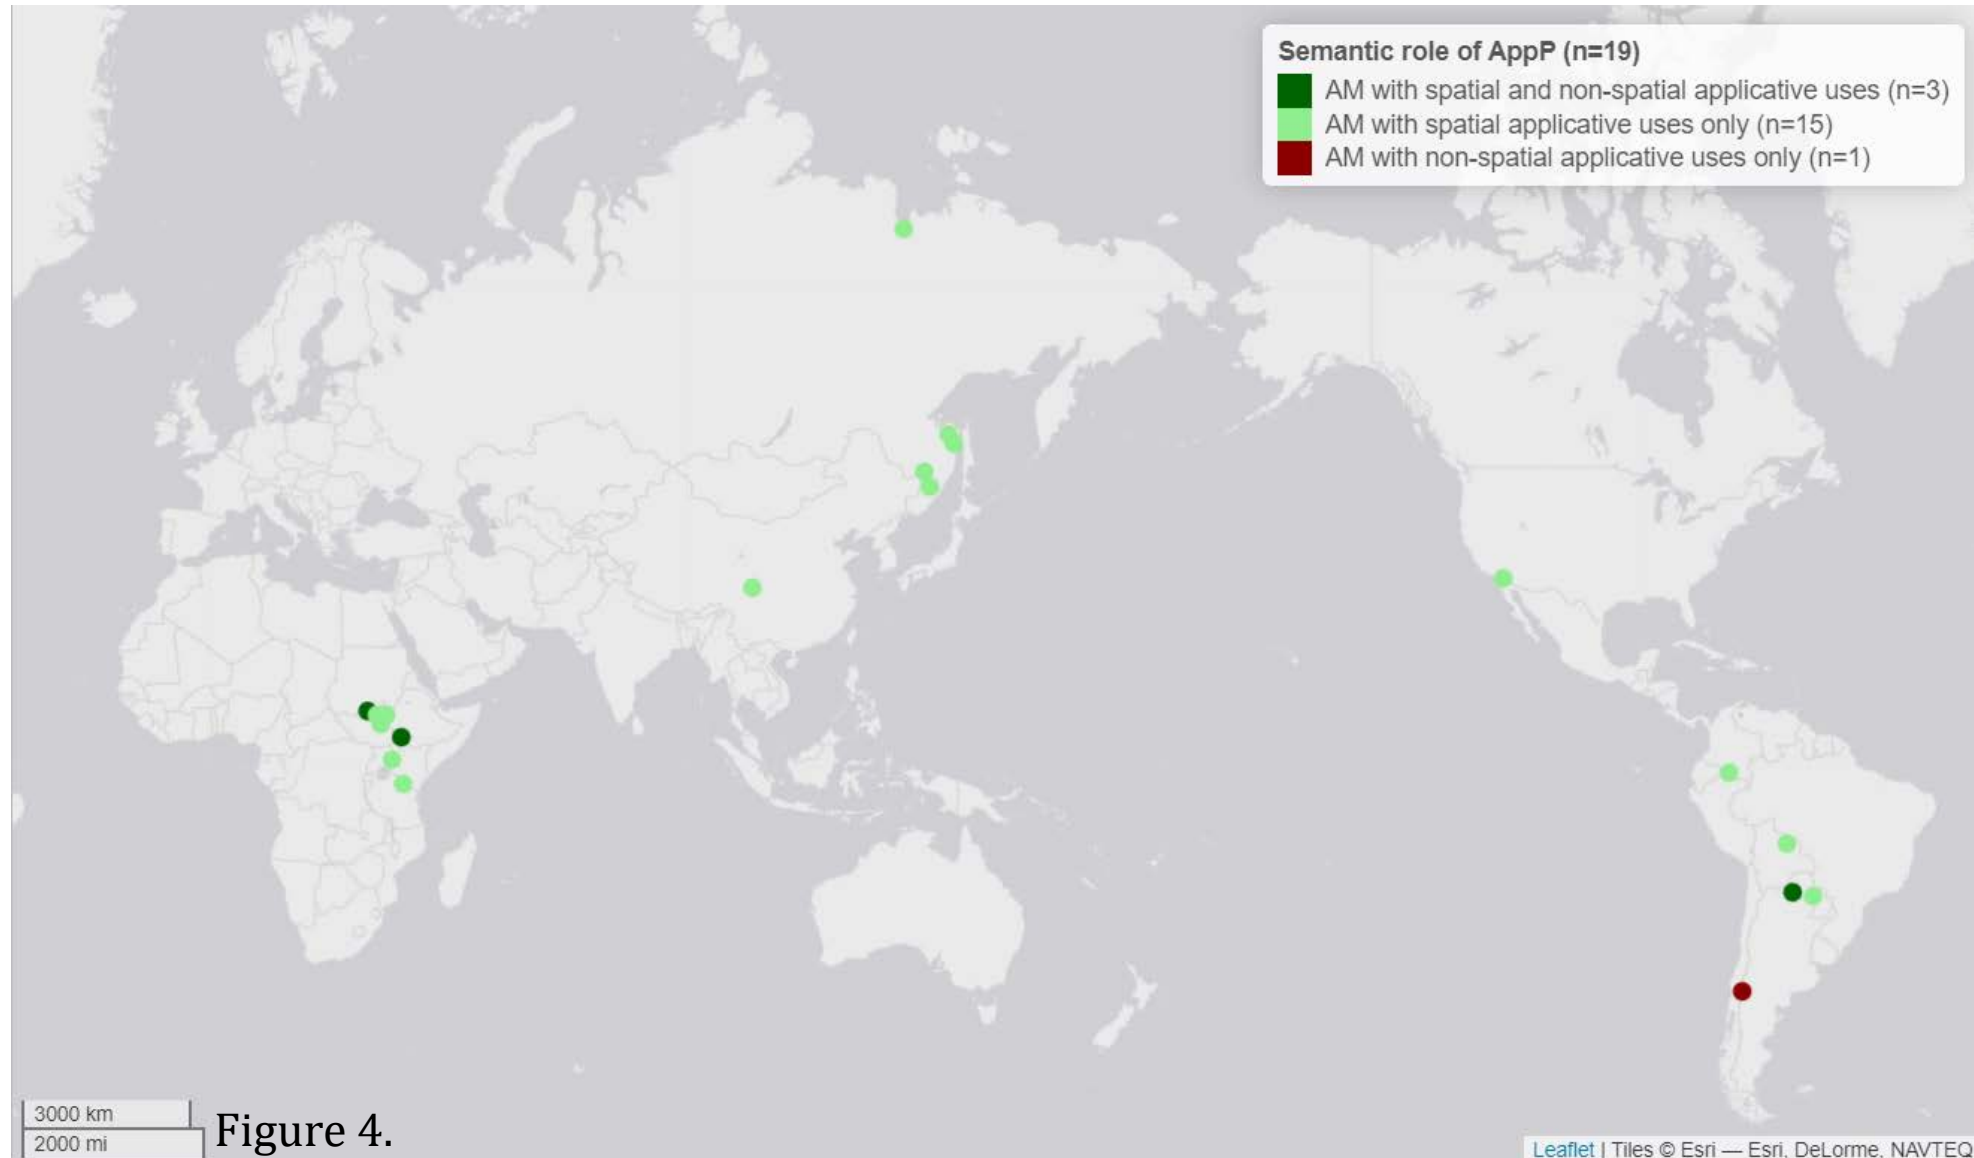 Semantic role of AppP (n=19)
AM with spatial and non-spatial applicative uses (n=3)
AM with spatial applicative uses only (n=15)
AM with non-spatial applicative uses only (n=1)
3000 km
2000 mi
Figure 4.
Leaflet | Tiles © Esri — Esri, DeLorme, NAVTEQ